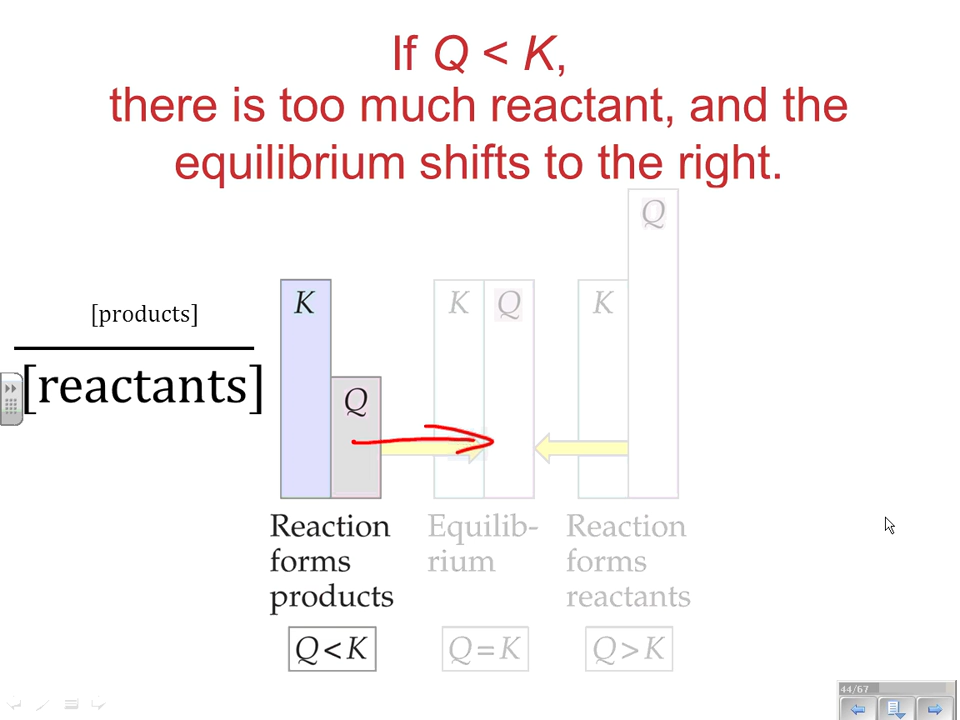 If Q < K,
there is too much reactant, and the
equilibrium shifts to the right.
Q
K
K
Q
K
[products]
[reactants]
Q
Reaction
forms
products
Equilib-
rium
Reaction
forms
reactants
Q < K
Q = K
Q > K
44/67